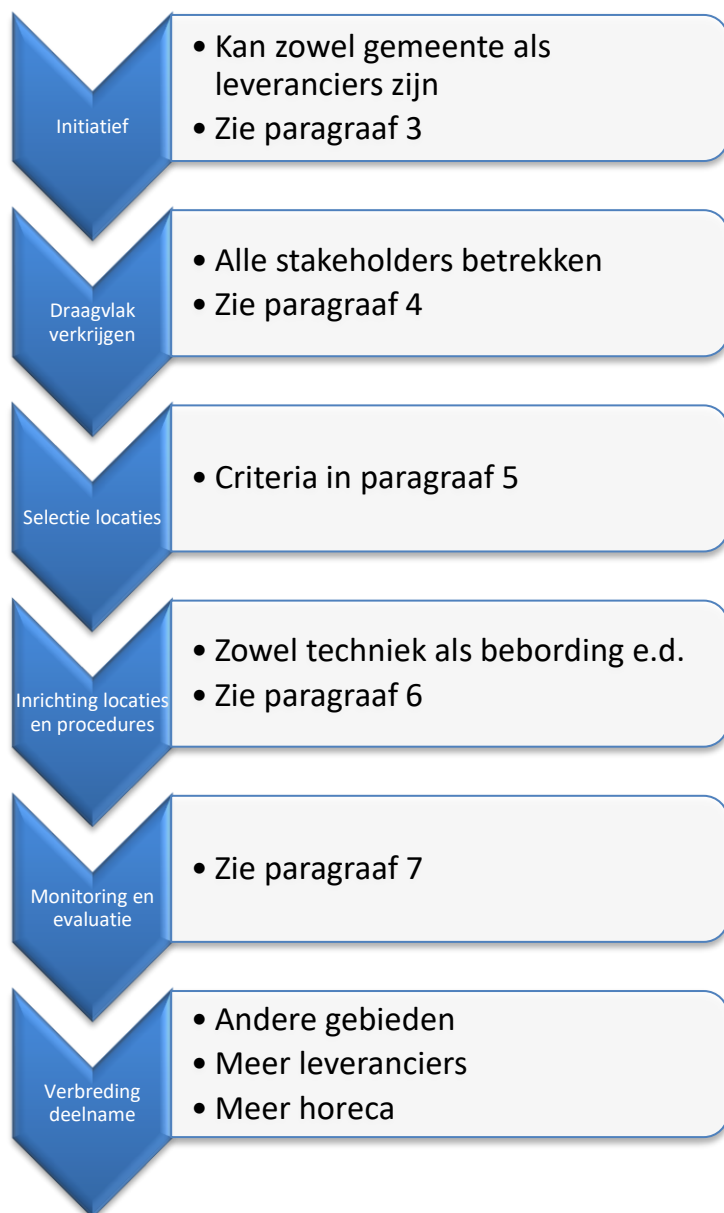 Initiatief
• Kan zowel gemeente als
leveranciers zijn
• Zie paragraaf 3
Draagvlak
verkrijgen
• Alle stakeholders betrekken
• Zie paragraaf 4
Selectie locaties
• Criteria in paragraaf 5
Inrichting locaties
en procedures
• Zowel techniek als bebording e.d.
• Zie paragraaf 6
Monitoring en
evaluatie
• Zie paragraaf 7
Verbreding
deelname
• Andere gebieden
• Meer leveranciers
• Meer horeca